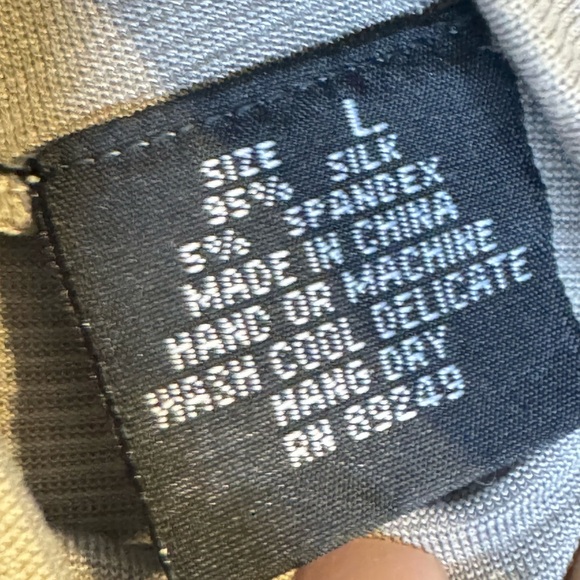 SIZE L
95% SILK
5% SPANDEX
MADE IN CHINA
HAND OR MACHINE
WASH COOL DELICATE
HANG DRY
RN 89249